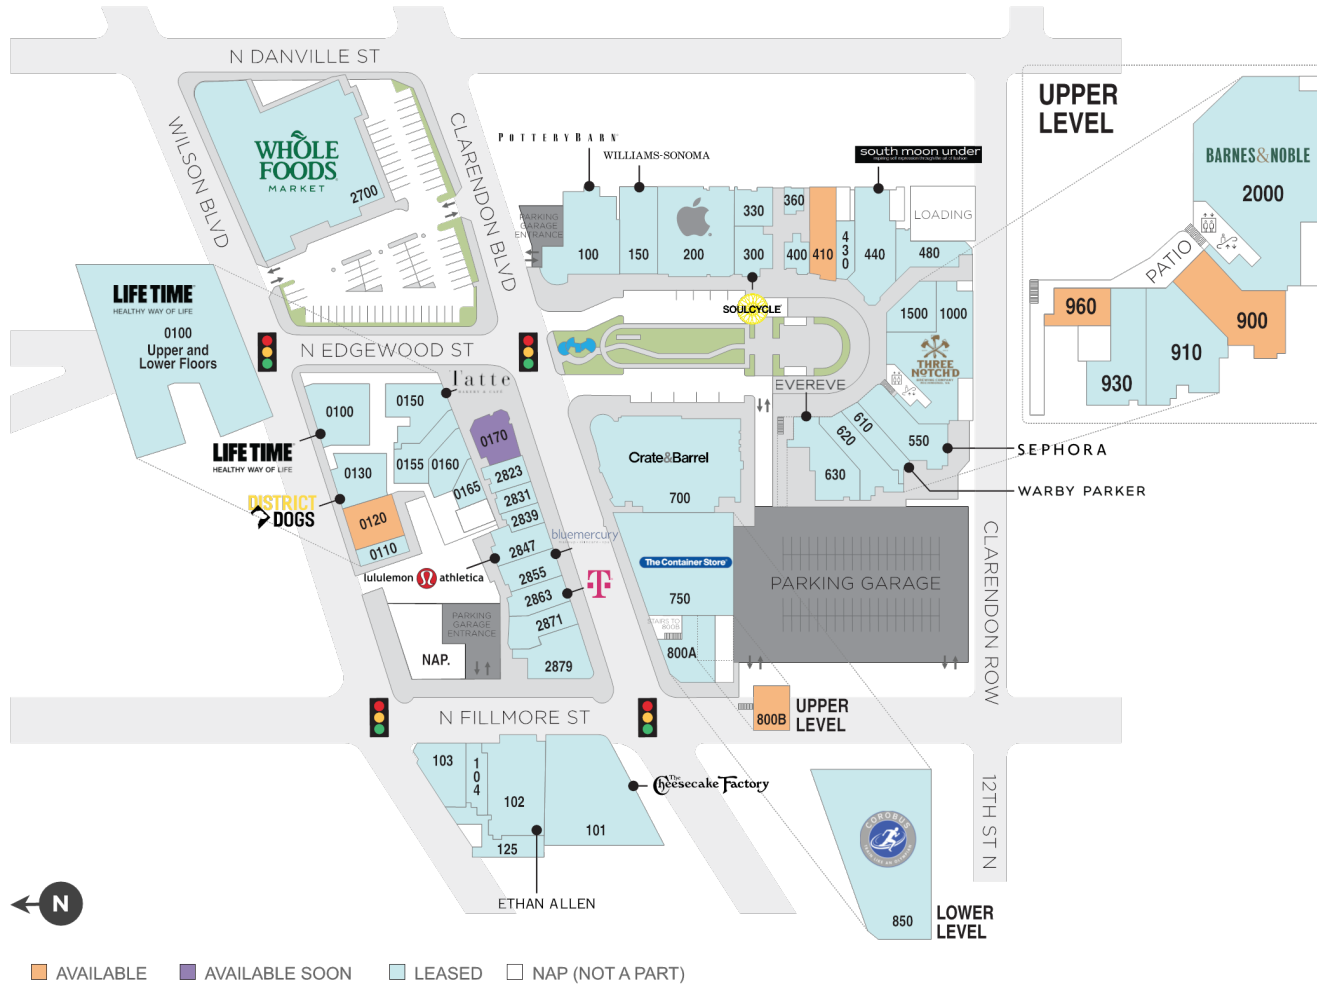 N DANVILLE ST
WILSON BLVD
CLARENDON BLVD
WHOLE
FOODS
MARKET
2700
UPPER
LEVEL
BARNES&NOBLE
2000
PATIO
960
900
910
930
POTTERYBARN
WILLIAMS-SONOMA
south moon under
PARKING
GARAGE
ENTRANCE
100
150
200
330
300
360
400
410
430
440
LOADING
480
SOULCYCLE
1500
1000
THREE
NOTCH'D
LIFE TIME
HEALTHY WAY OF LIFE
0100
Upper and
Lower Floors
N EDGEWOOD ST
Tatte
EVEREVE
0100
0150
0170
LIFE TIME
HEALTHY WAY OF LIFE
0130
0155
0160
0165
2823
2831
2839
DISTRICT
DOGS
0120
0110
2847
bluemercury
lululemon athletica
2855
T
2863
2871
2879
PARKING
GARAGE
ENTRANCE
NAP.
Crate&Barrel
700
The Container Store
750
STAIRS TO
800B
800A
610
620
630
550
SEPHORA
WARBY PARKER
PARKING GARAGE
CLARENDON ROW
800B
UPPER
LEVEL
N FILLMORE ST
103
104
102
101
125
The
Cheesecake Factory
ETHAN ALLEN
12TH ST N
COROBUS
850
LOWER
LEVEL
N
AVAILABLE
AVAILABLE SOON
LEASED
NAP (NOT A PART)